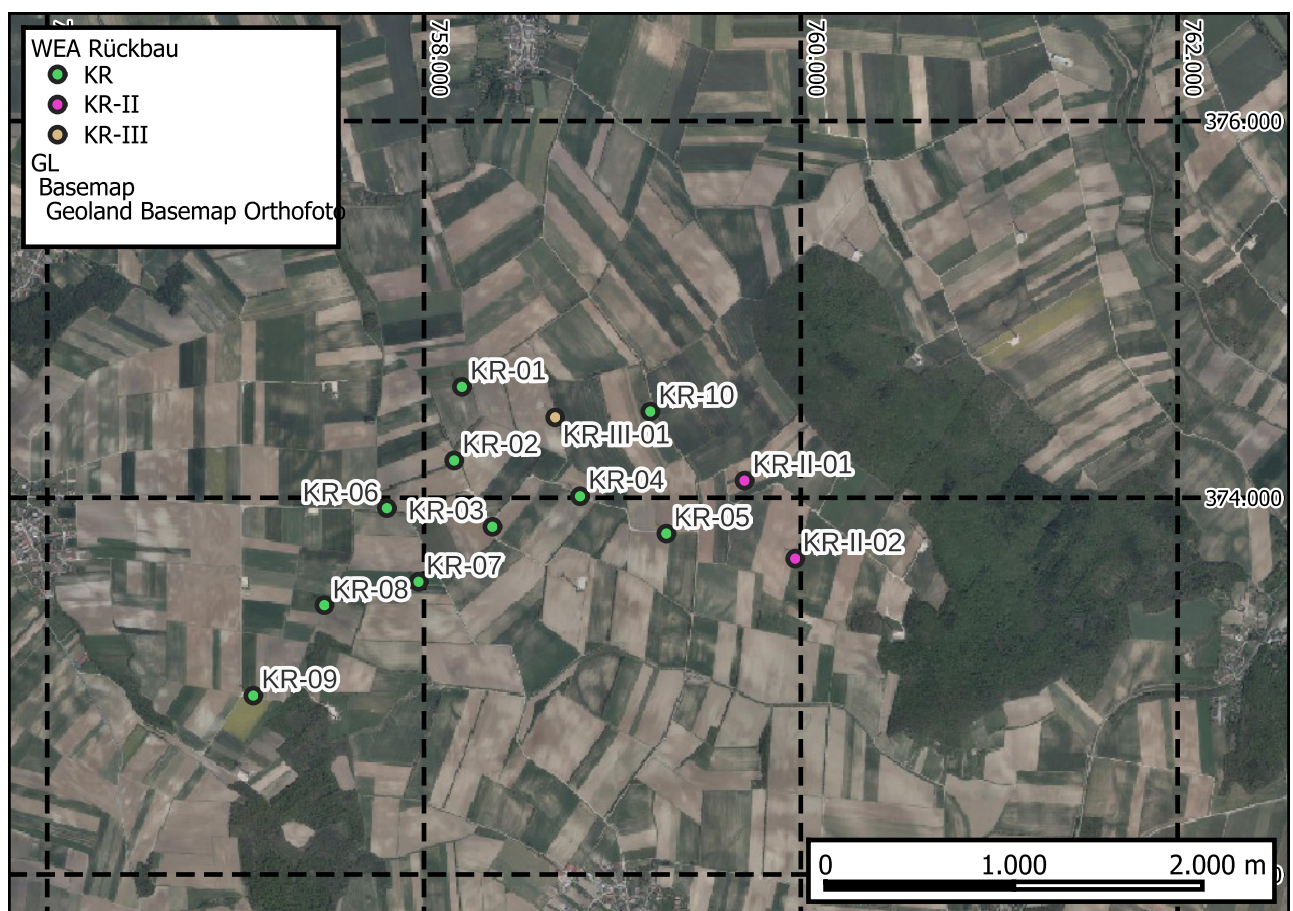 WEA Rückbau
KR
KR-II
KR-III
GL
Basemap
Geoland Basemap Orthofoto
758.000
760.000
762.000
376.000
374.000
KR-01
KR-10
KR-III-01
KR-02
KR-II-01
KR-04
KR-06
KR-03
KR-05
KR-II-02
KR-07
KR-08
KR-09
0 1.000 2.000 m